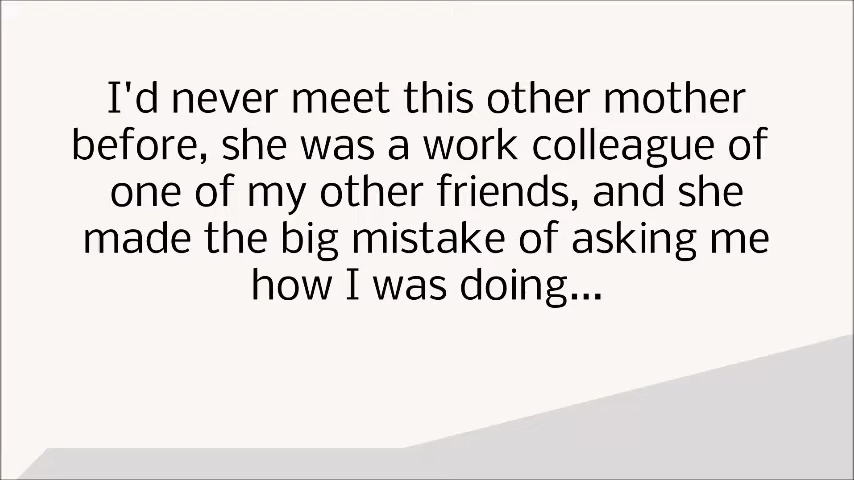 I'd never meet this other mother
before, she was a work colleague of
one of my other friends, and she
made the big mistake of asking me
how I was doing...